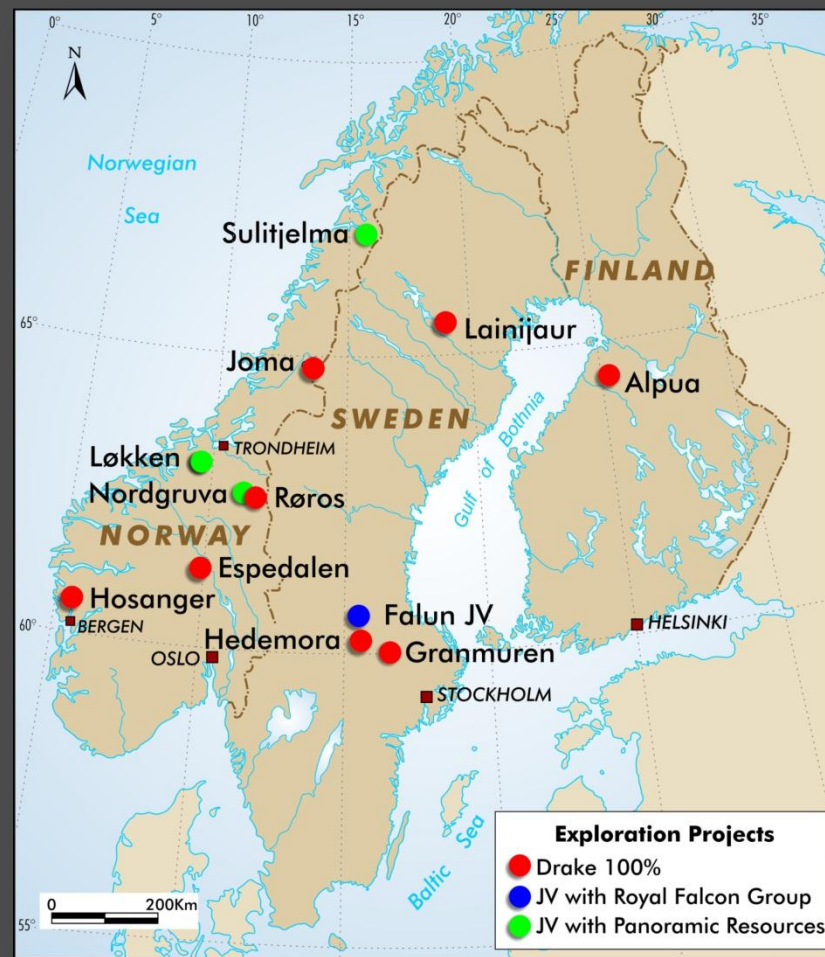 0°
5°
10°
15°
20°
25°
30°
35°
N
Norwegian
Sea
Sulitjelma
FINLAND
65°
Lainijaur
Joma
Alpua
SWEDEN
Gulf of Bothnia
TRONDHEIM
Løkken
Nordgruva
Røros
NORWAY
Espedalen
Hosanger
Falun JV
60°
BERGEN
HELSINKI
Hedemora
OSLO
Granmuren
STOCKHOLM
Baltic Sea
Exploration Projects
Drake 100%
JV with Royal Falcon Group
JV with Panoramic Resources
0 200Km
55°